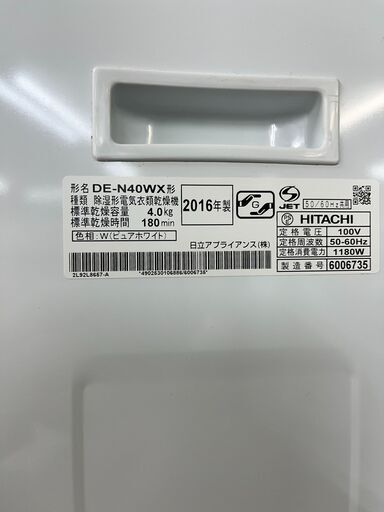 形名 DE-N40WX形
種類 除湿形電気衣類乾燥機
標準乾燥容量 4.0kg
標準乾燥時間 180min
色相:W(ピュアホワイト)
2016年製
G
S JET
50/60Hz共用
HITACHI
定格電圧 100V
定格周波数 50-60Hz
定格消費電力 1180W
製造番号 6006735
日立アプライアンス(株)
2L92L8657-A
*4902530106886/6006735*